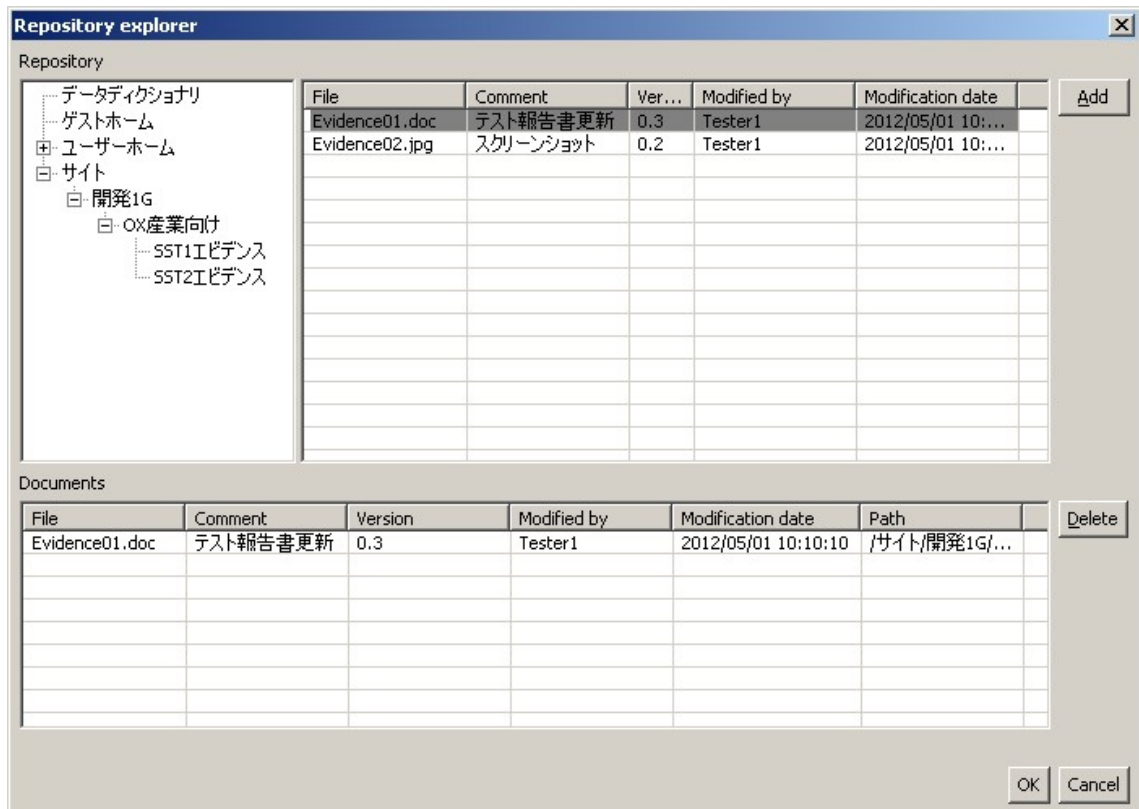 Repository explorer
Repository
データディクショナリ
ゲストホーム
ユーザーホーム
サイト
開発1G
OX産業向け
SST1エビデンス
SST2エビデンス
File Comment Ver... Modified by Modification date
Evidence01.doc テスト報告書更新 0.3 Tester1 2012/05/01 10:...
Evidence02.jpg スクリーンショット 0.2 Tester1 2012/05/01 10:...
Add
Documents
File Comment Version Modified by Modification date Path
Evidence01.doc テスト報告書更新 0.3 Tester1 2012/05/01 10:10:10 /サイト/開発1G/...
Delete
OK Cancel